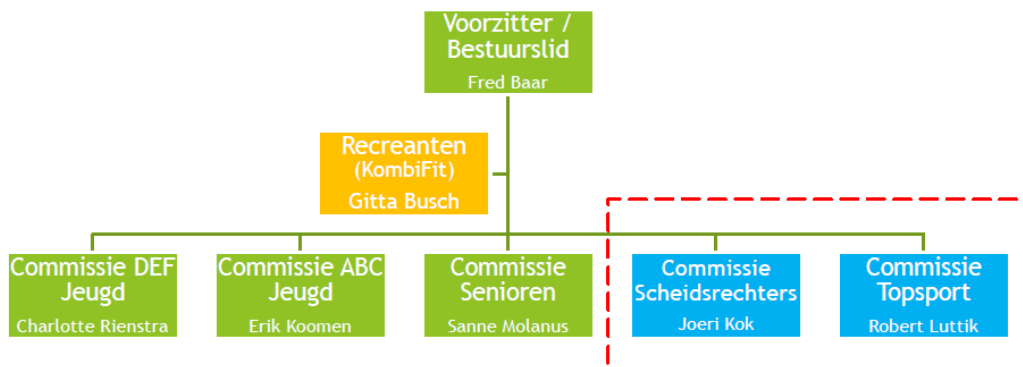 Voorzitter /
Bestuurslid
Fred Baar
Recreanten
(KombiFit)
Gitta Busch
Commissie DEF
Jeugd
Charlotte Rienstra
Commissie ABC
Jeugd
Erik Koomen
Commissie
Senioren
Sanne Molanus
Commissie
Scheidsrechters
Joeri Kok
Commissie
Topsport
Robert Luttik